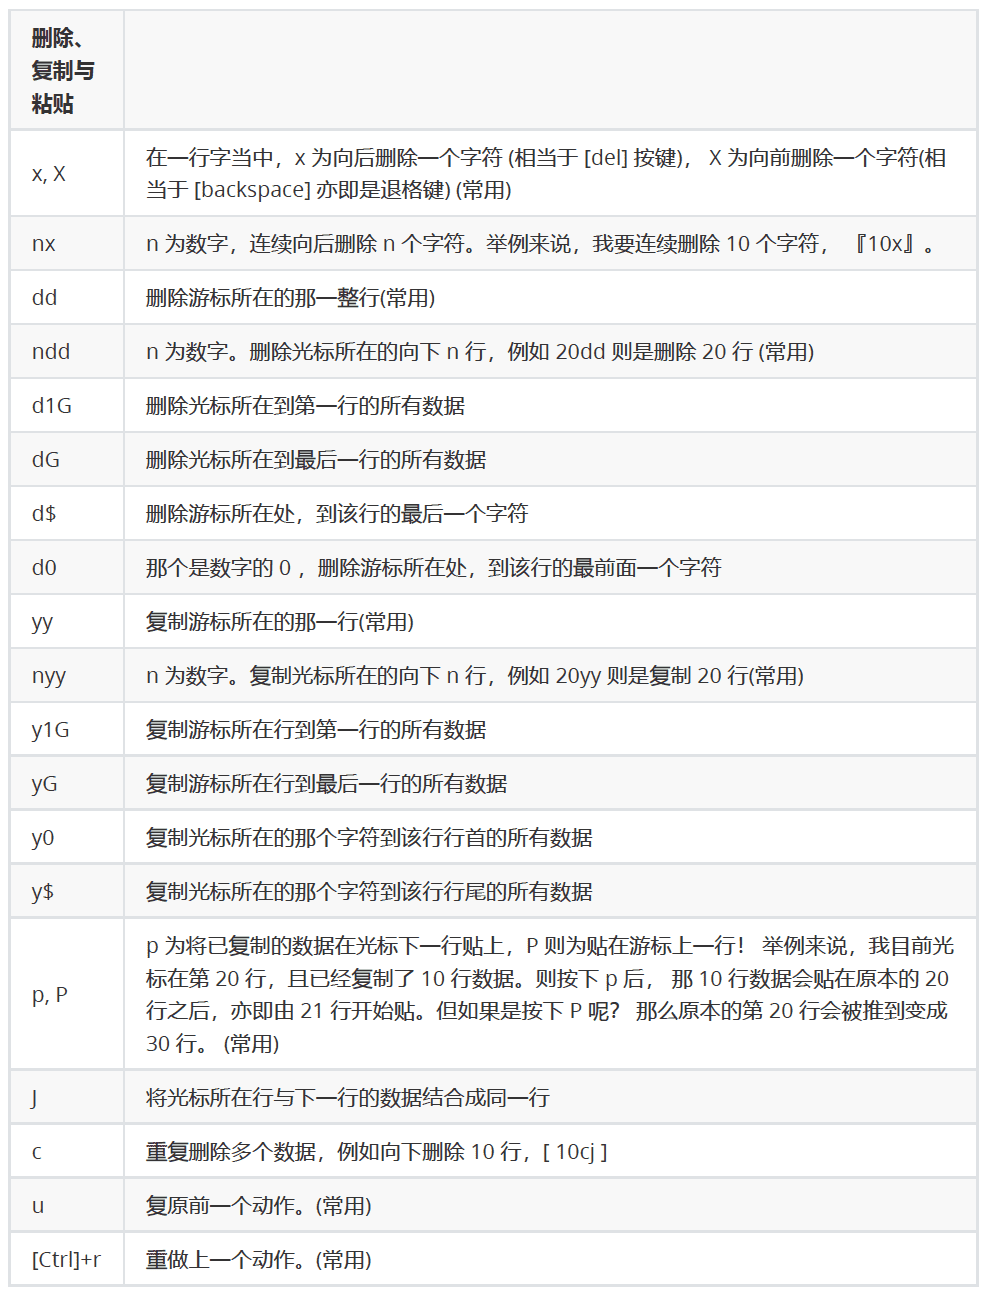 删除、
复制与
粘贴
x, X
在一行字当中，x 为向后删除一个字符 (相当于 [del] 按键)， X 为向前删除一个字符(相
当于 [backspace] 亦即是退格键) (常用)
nx
n 为数字，连续向后删除 n 个字符。举例来说，我要连续删除 10 个字符， 『10x』。
dd
删除游标所在的那一整行(常用)
ndd
n 为数字。删除光标所在的向下 n 行，例如 20dd 则是删除 20 行 (常用)
d1G
删除光标所在到第一行的所有数据
dG
删除光标所在到最后一行的所有数据
d$
删除游标所在处，到该行的最后一个字符
d0
那个是数字的 0 ，删除游标所在处，到该行的最前面一个字符
yy
复制游标所在的那一行(常用)
nyy
n 为数字。复制光标所在的向下 n 行，例如 20yy 则是复制 20 行(常用)
y1G
复制游标所在行到第一行的所有数据
yG
复制游标所在行到最后一行的所有数据
y0
复制光标所在的那个字符到该行行首的所有数据
y$
复制光标所在的那个字符到该行行尾的所有数据
p, P
p 为将已复制的数据在光标下一行贴上，P 则为贴在游标上一行！ 举例来说，我目前光
标在第 20 行，且已经复制了 10 行数据。则按下 p 后， 那 10 行数据会贴在原本的 20
行之后，亦即由 21 行开始贴。但如果是按下 P 呢？ 那么原本的第 20 行会被推到变成
30 行。 (常用)
J
将光标所在行与下一行的数据结合成同一行
c
重复删除多个数据，例如向下删除 10 行，[ 10cj ]
u
复原前一个动作。(常用)
[Ctrl]+r
重做上一个动作。(常用)